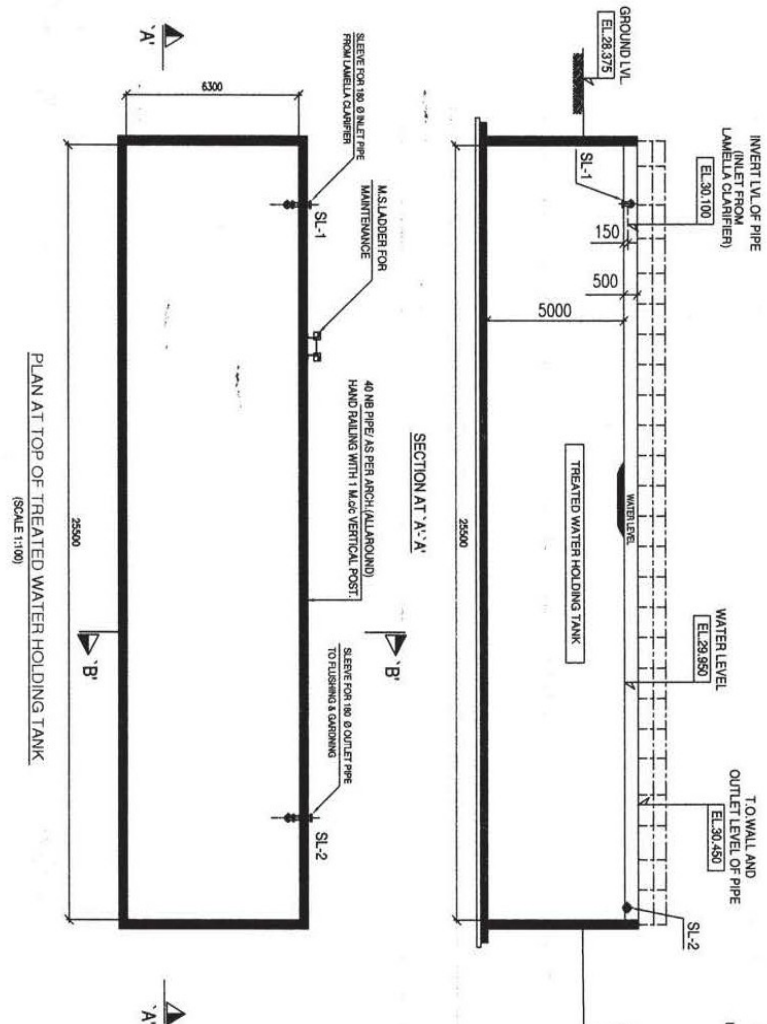 GROUND LVL.
EL.28.375
INVERT LVL.OF PIPE
(INLET FROM
LAMELLA CLARIFIER)
EL.30.100
WATER LEVEL
EL.29.950
T.O.WALL AND
OUTLET LEVEL OF PIPE
EL.30.450
SL-1
150
500
5000
WATER LEVEL
TREATED WATER HOLDING TANK
SL-2
25500
SECTION AT `A'-`A'
`A'
6300
SLEEVE FOR 180 Ø INLET PIPE
FROM LAMELLA CLARIFIER
SL-1
M.S.LADDER FOR
MAINTENANCE
40 NB PIPE/ AS PER ARCH.(ALLAROUND)
HAND RAILING WITH 1 M.c/c VERTICAL POST.
`B'
SLEEVE FOR 180 Ø OUTLET PIPE
TO FLUSHING & GARDNING
SL-2
`B'
25500
`A'
PLAN AT TOP OF TREATED WATER HOLDING TANK
(SCALE 1:100)